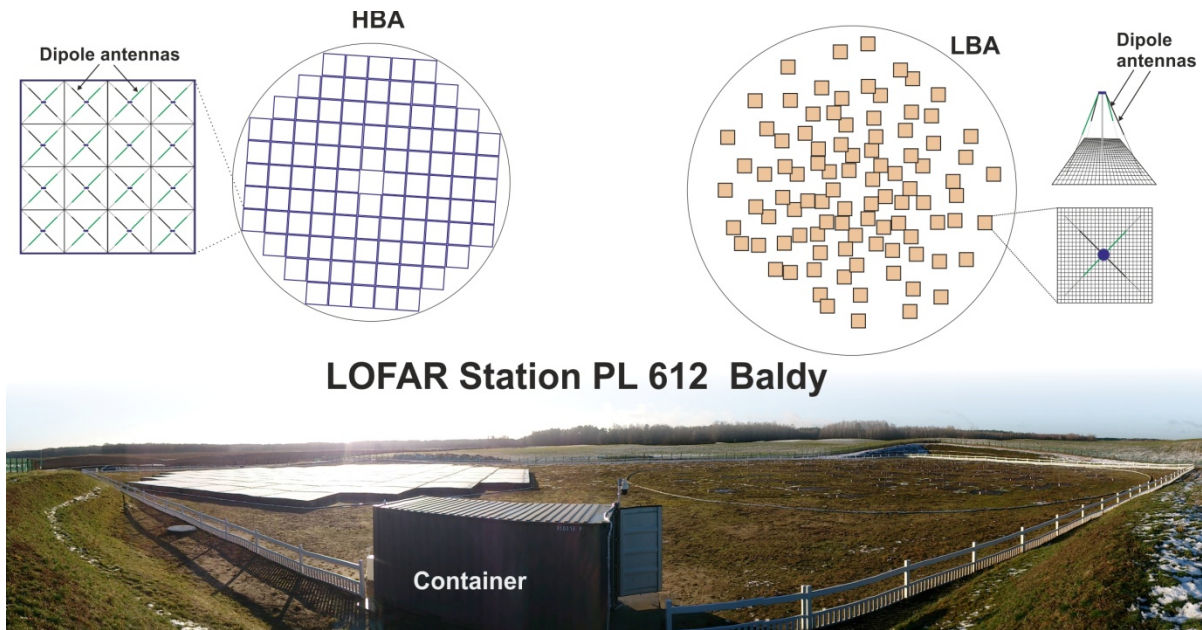 HBA
Dipole antennas
LBA
Dipole
antennas
LOFAR Station PL 612 Baldy
Container